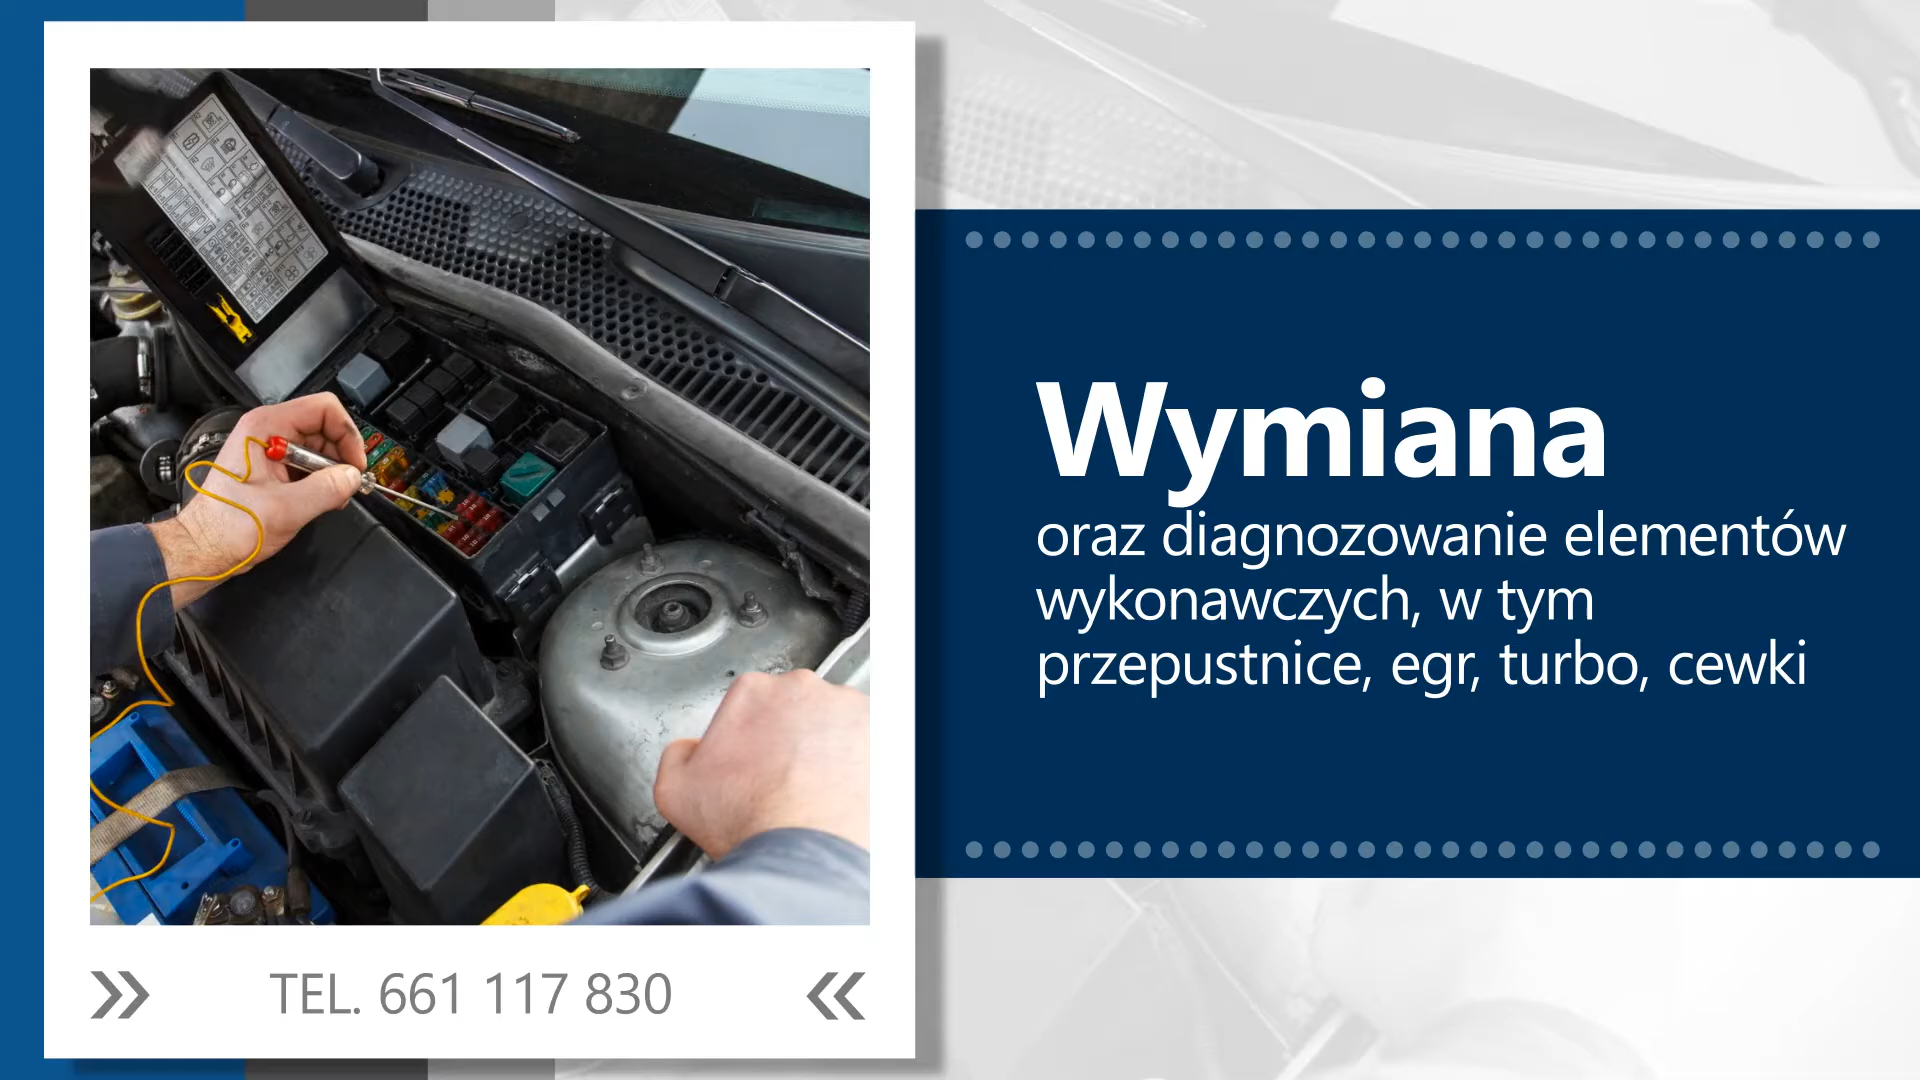 Wymiana
oraz diagnozowanie elementów
wykonawczych, w tym
przepustnice, egr, turbo, cewki
TEL. 661 117 830